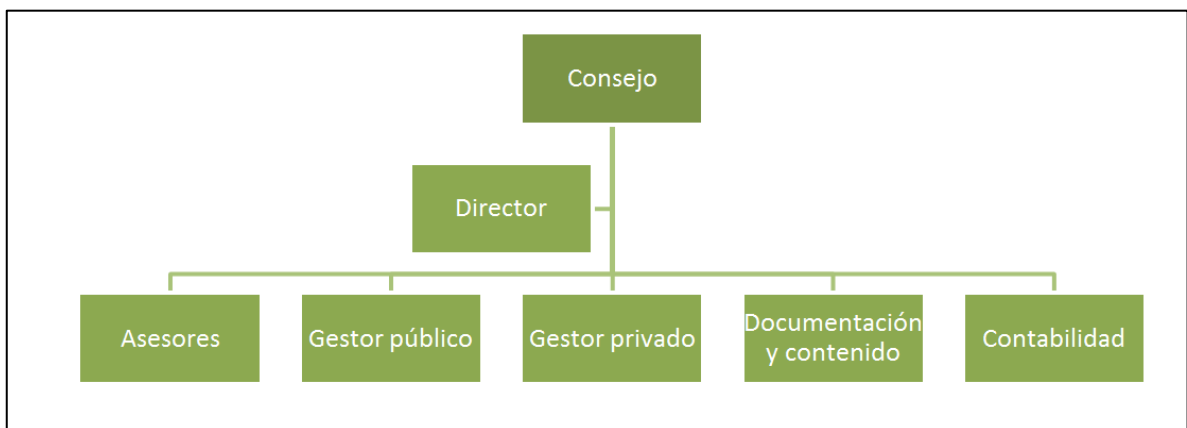 Consejo
Director
Asesores
Gestor público
Gestor privado
Documentación
y contenido
Contabilidad